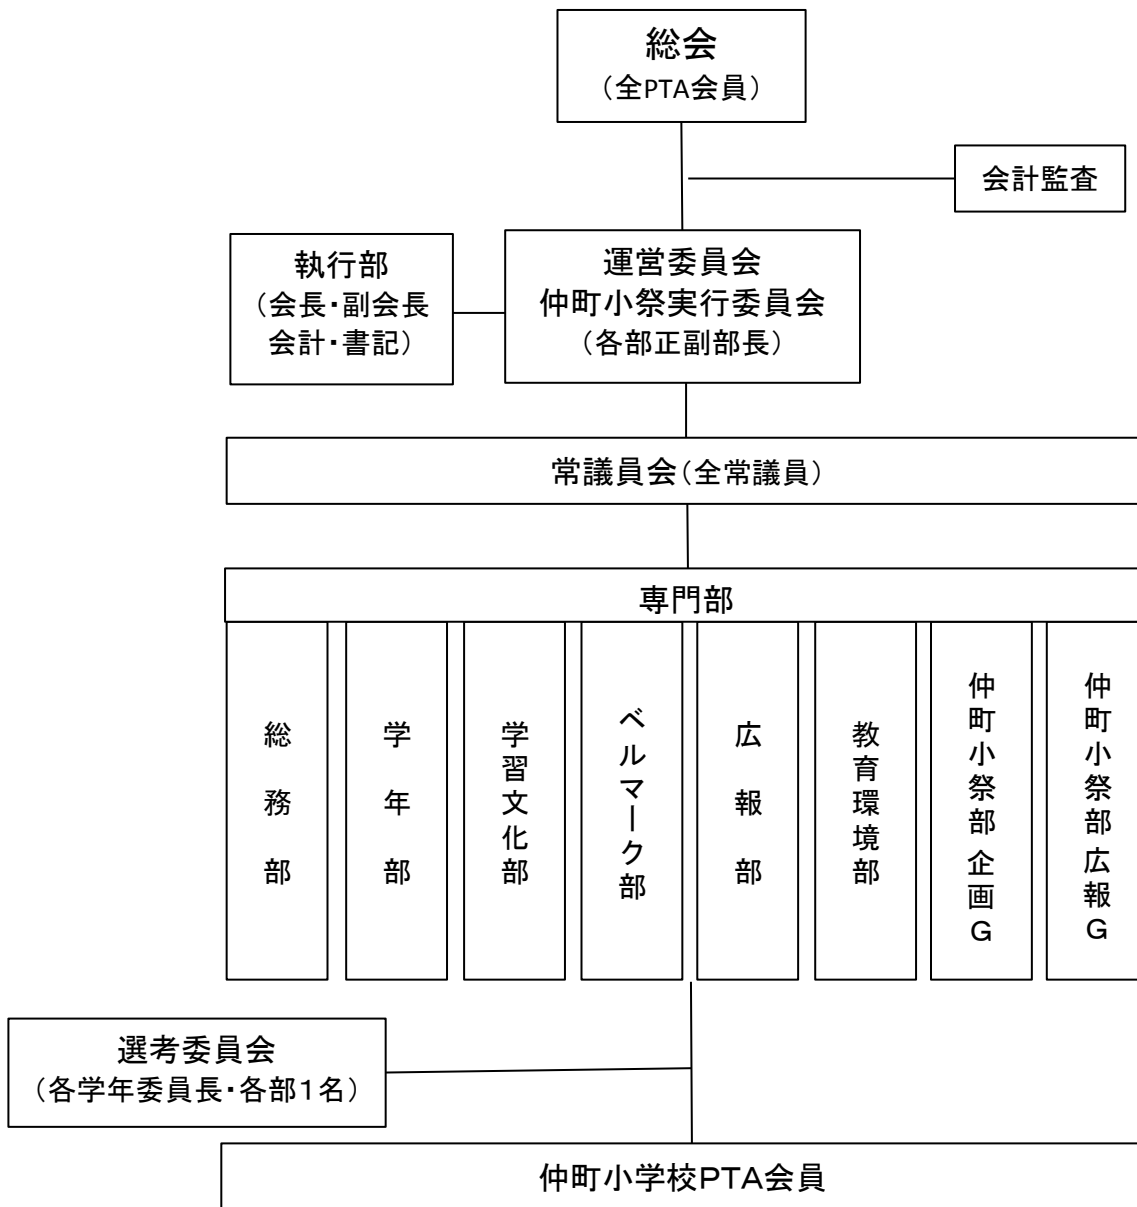 総会
（全PTA会員）
会計監査
執行部
（会長・副会長
会計・書記）
運営委員会
仲町小祭実行委員会
（各部正副部長）
常議員会（全常議員）
専門部
総務部
学年部
学習文化部
ベルマーク部
広報部
教育環境部
仲町小祭部 企画G
仲町小祭部 広報G
選考委員会
（各学年委員長・各部１名）
仲町小学校PTA会員